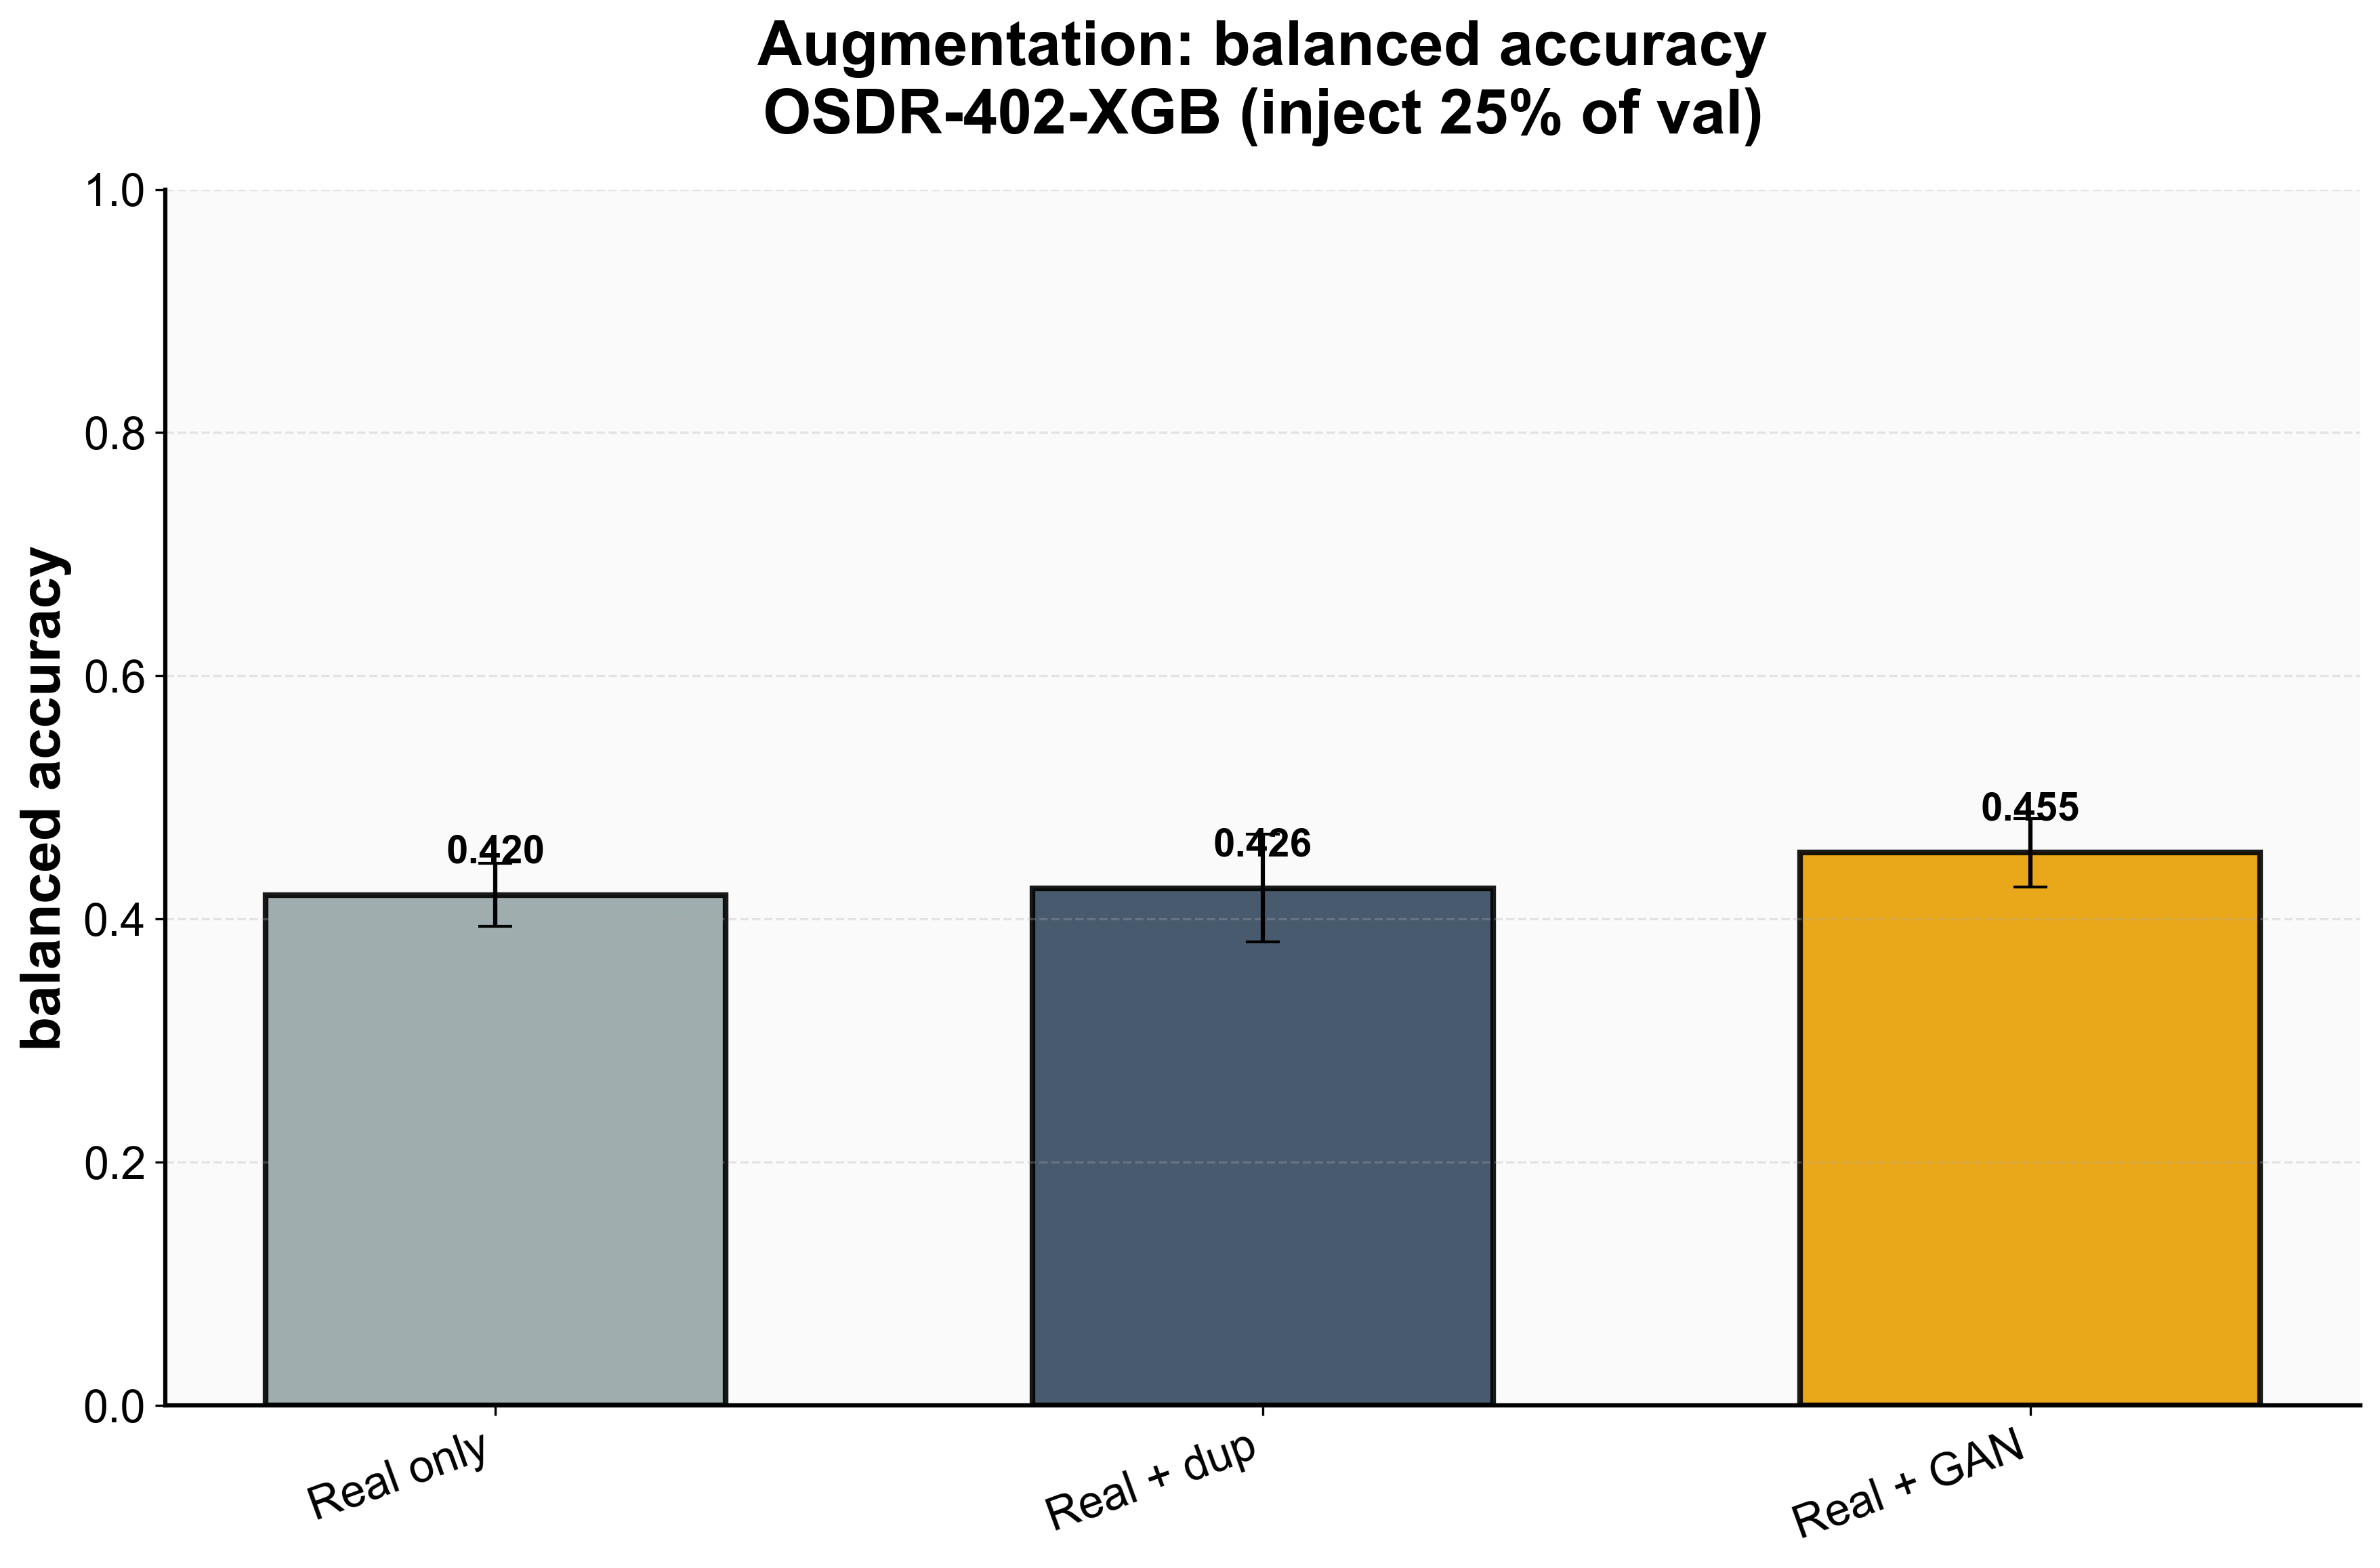 Augmentation: balanced accuracy
OSDR-402-XGB (inject 25% of val)
balanced accuracy
1.0
0.8
0.6
0.4
0.2
0.0
0.420
0.426
0.455
Real only
Real + dup
Real + GAN